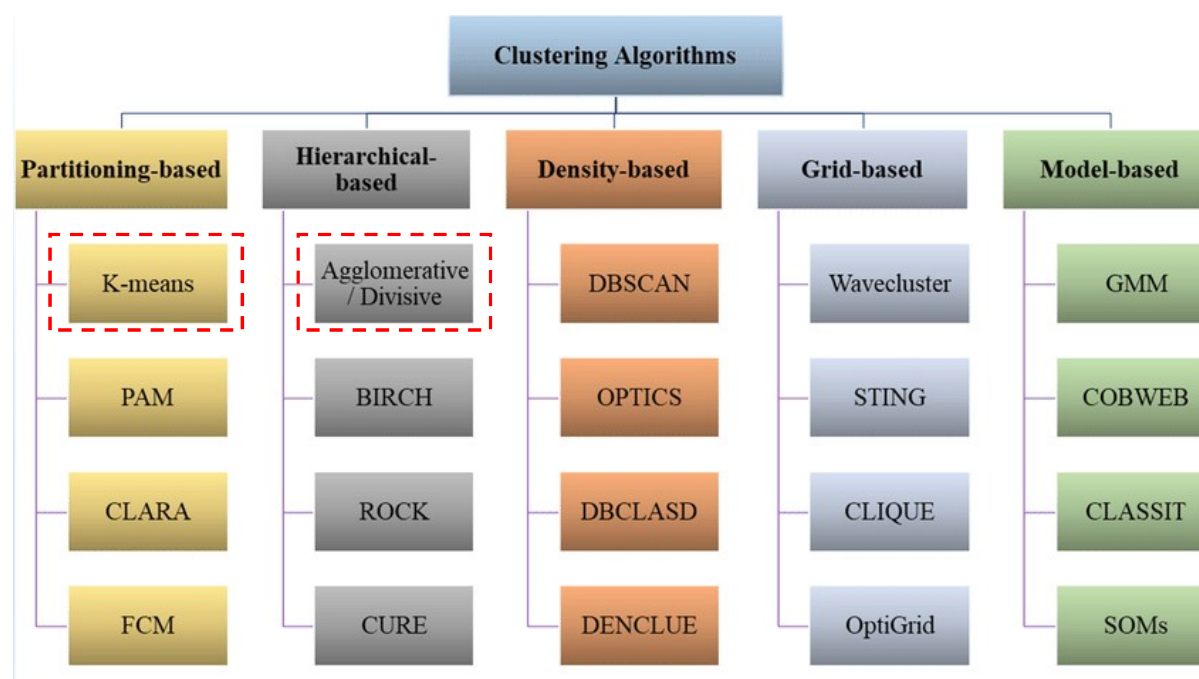 Clustering Algorithms
Partitioning-based
Hierarchical-
based
Density-based
Grid-based
Model-based
K-means
Agglomerative
/ Divisive
DBSCAN
Wavecluster
GMM
PAM
BIRCH
OPTICS
STING
COBWEB
CLARA
ROCK
DBCLASD
CLIQUE
CLASSIT
FCM
CURE
DENCLUE
OptiGrid
SOMs